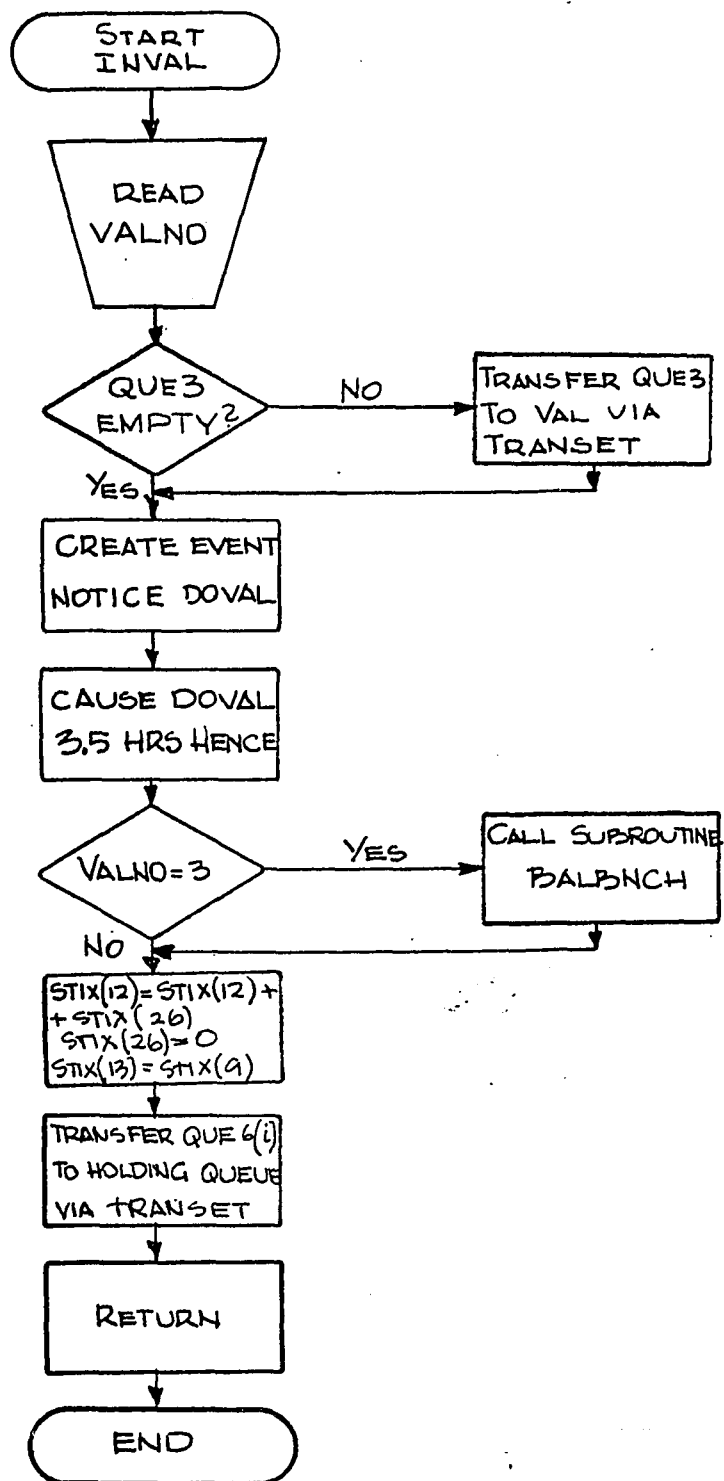 START
INVAL
READ
VALNO
QUE3
EMPTY?
NO
TRANSFER QUE3
TO VAL VIA
TRANSET
YES
CREATE EVENT
NOTICE DOVAL
CAUSE DOVAL
3.5 HRS HENCE
VALNO=3
YES
CALL SUBROUTINE
BALBNCH
NO
STIX(12)=STIX(12)+
+STIX(26)
STIX(26)=0
STIX(13)=STIX(9)
TRANSFER QUE 6(i)
TO HOLDING QUEUE
VIA TRANSET
RETURN
END